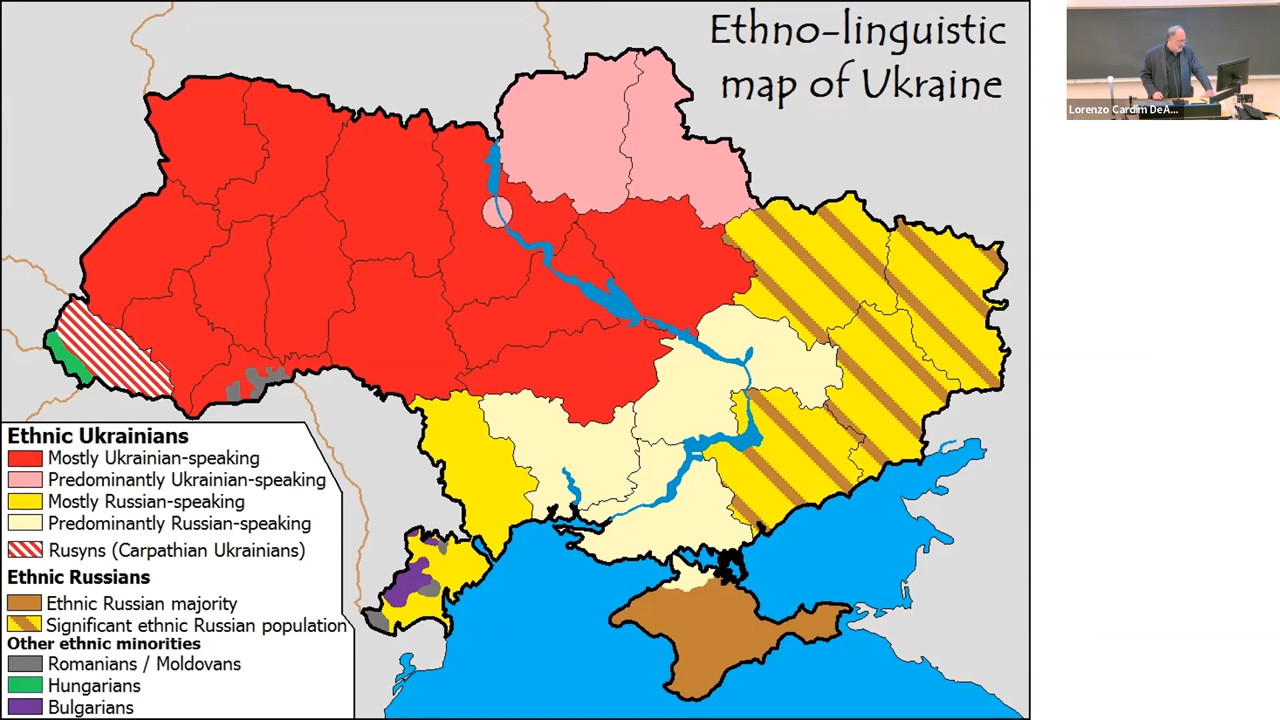 Ethno-linguistic
map of Ukraine
Lorenzo Cardim DeA...
Ethnic Ukrainians
Mostly Ukrainian-speaking
Predominantly Ukrainian-speaking
Mostly Russian-speaking
Predominantly Russian-speaking
Rusyns (Carpathian Ukrainians)
Ethnic Russians
Ethnic Russian majority
Significant ethnic Russian population
Other ethnic minorities
Romanians / Moldovans
Hungarians
Bulgarians